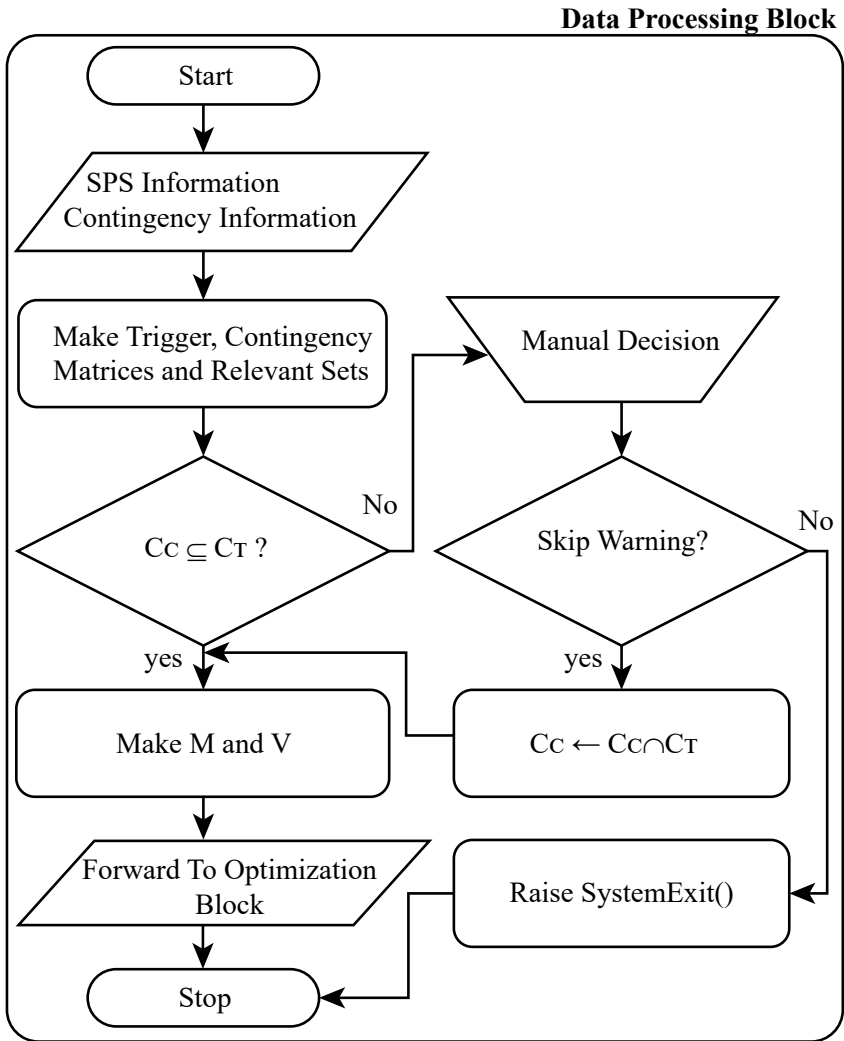 Data Processing Block
Start
SPS Information
Contingency Information
Make Trigger, Contingency
Matrices and Relevant Sets
Manual Decision
No
CC ⊆ CT ?
Skip Warning?
No
yes
yes
Make M and V
CC ← CC∩CT
Forward To Optimization
Block
Raise SystemExit()
Stop